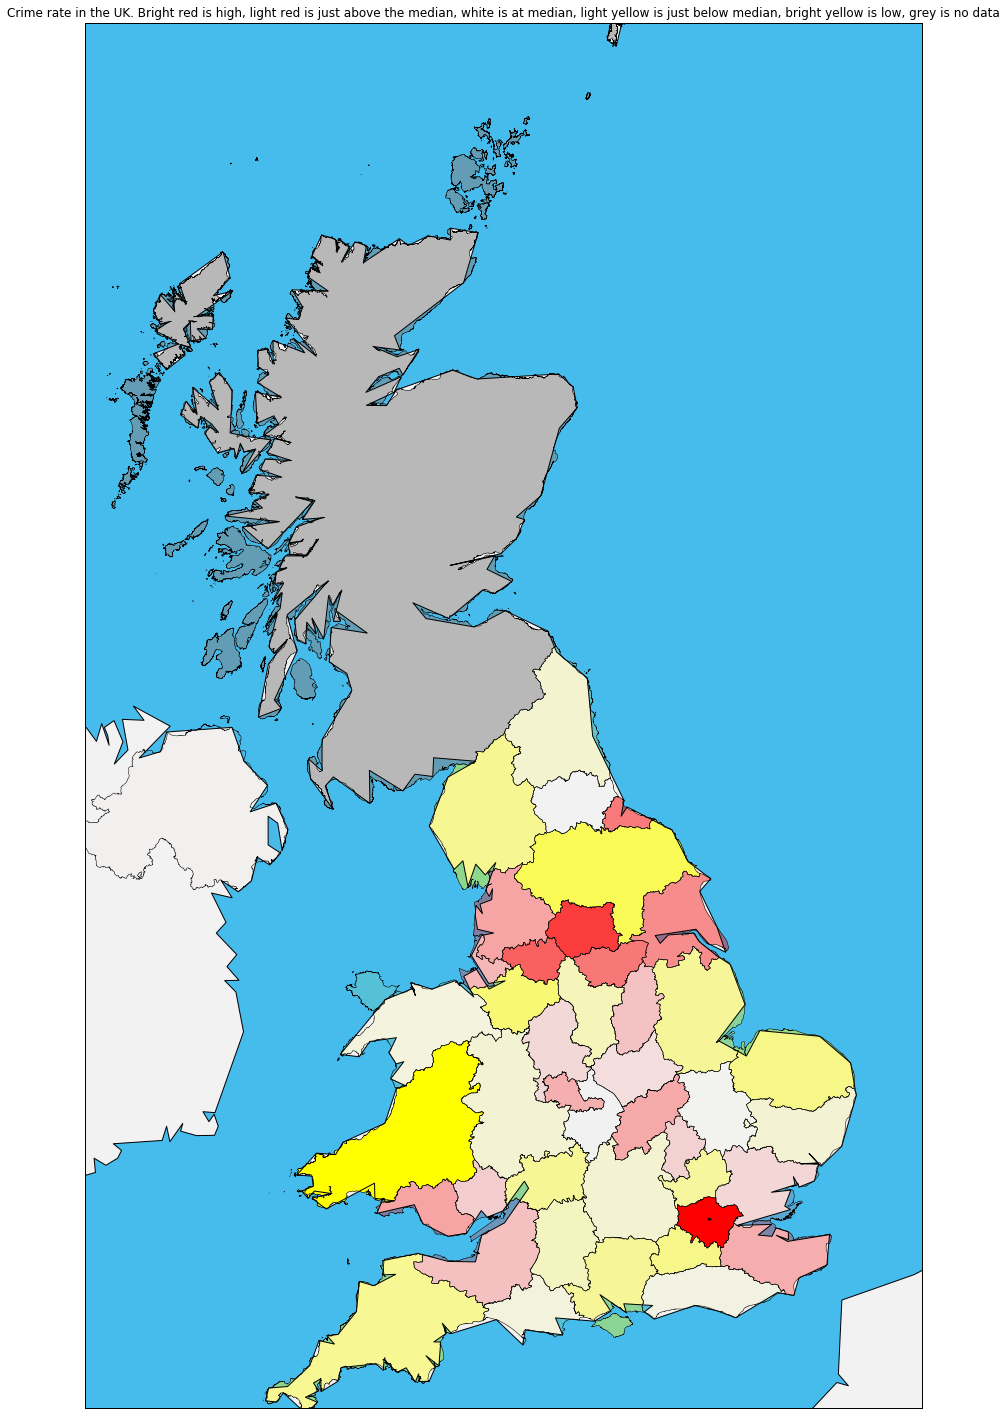 Crime rate in the UK. Bright red is high, light red is just above the median, white is at median, light yellow is just below median, bright yellow is low, grey is no data